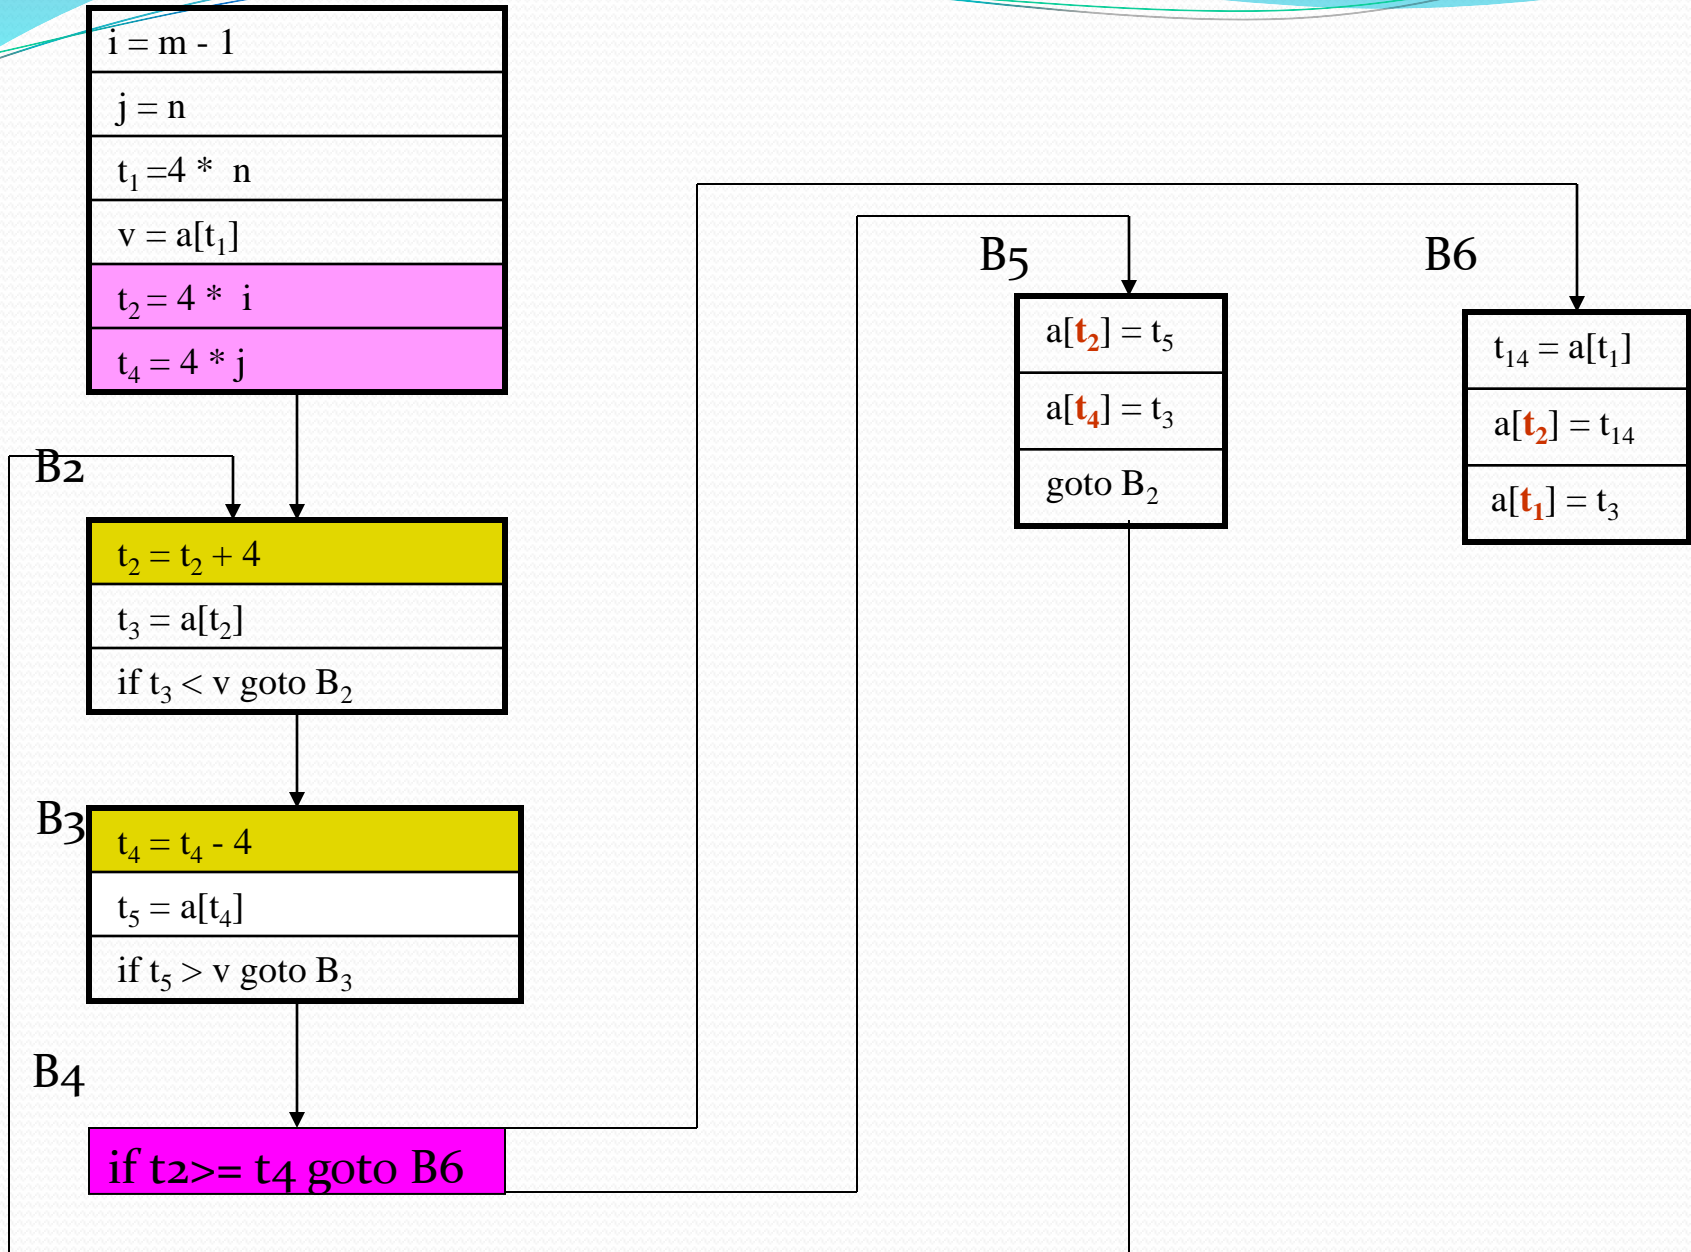 i = m - 1
j = n
t₁ =4 * n
v = a[t₁]
t₂ = 4 * i
t₄ = 4 * j
B2
t₂ = t₂ + 4
t₃ = a[t₂]
if t₃ < v goto B₂
B3
t₄ = t₄ - 4
t₅ = a[t₄]
if t₅ > v goto B₃
B4
if t2>= t4 goto B6
B5
a[t₂] = t₅
a[t₄] = t₃
goto B₂
B6
t₁₄ = a[t₁]
a[t₂] = t₁₄
a[t₁] = t₃